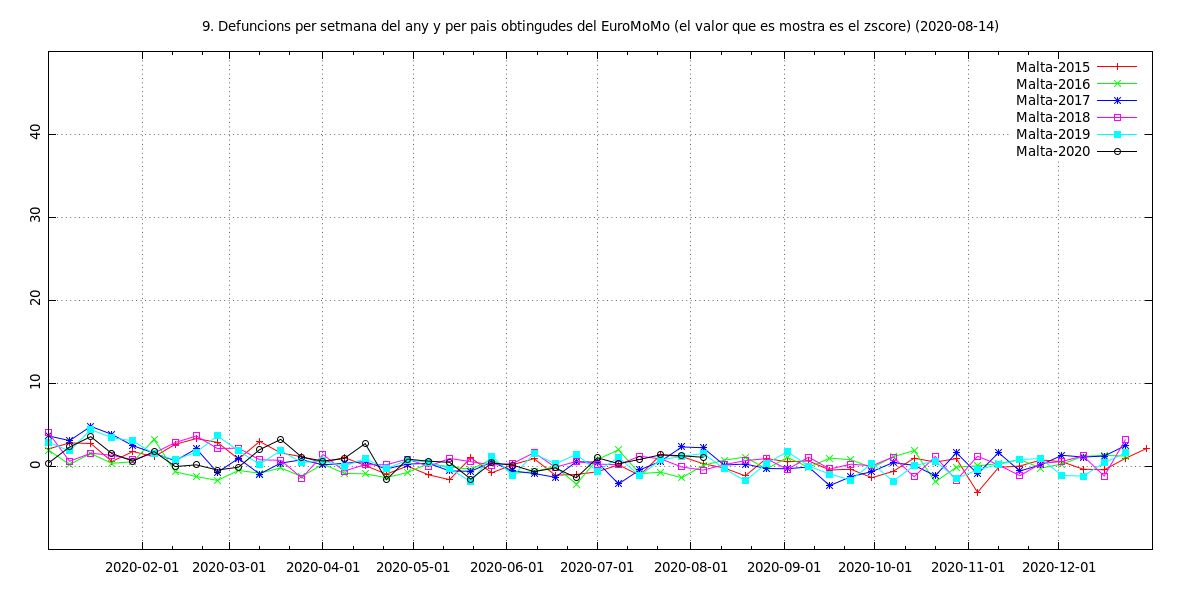 9. Defuncions per setmana del any y per pais obtingudes del EuroMoMo (el valor que es mostra es el zscore) (2020-08-14)
Malta-2015
Malta-2016
Malta-2017
Malta-2018
Malta-2019
Malta-2020
40
30
20
10
0
2020-02-01 2020-03-01 2020-04-01 2020-05-01 2020-06-01 2020-07-01 2020-08-01 2020-09-01 2020-10-01 2020-11-01 2020-12-01